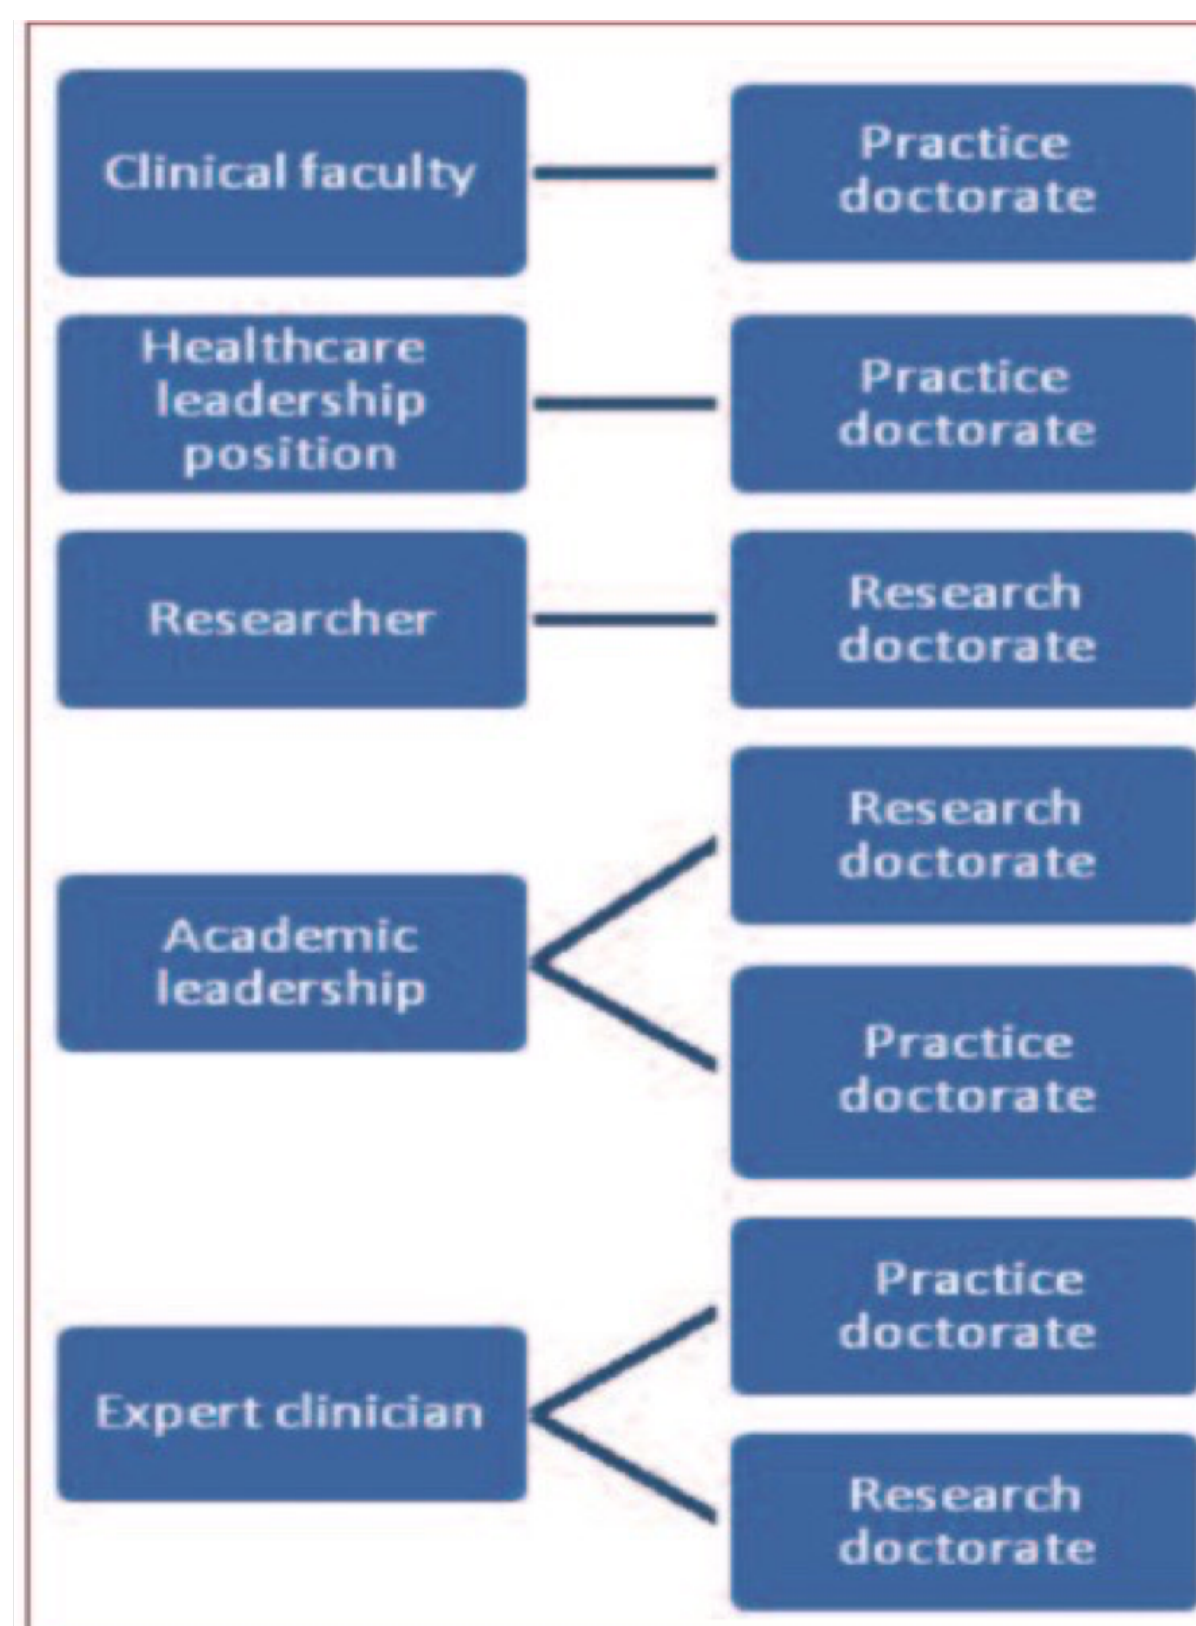 Clinical faculty
Practice
doctorate
Healthcare
leadership
position
Practice
doctorate
Researcher
Research
doctorate
Academic
leadership
Research
doctorate
Practice
doctorate
Expert clinician
Practice
doctorate
Research
doctorate